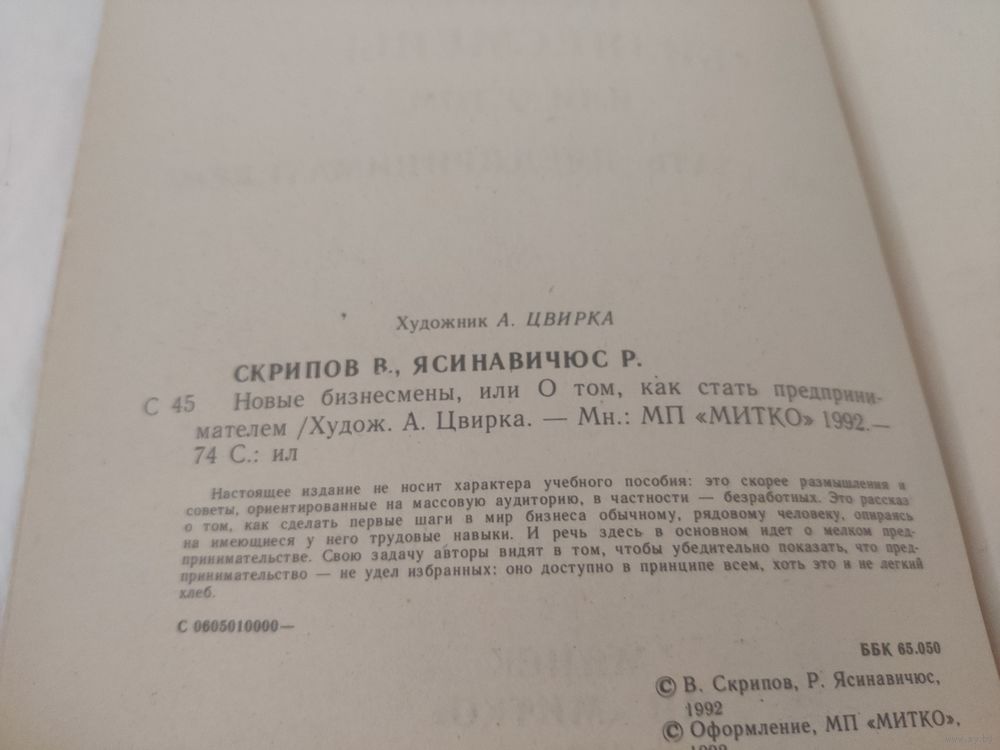 Художник А. ЦВИРКА
СКРИПОВ В., ЯСИНАВИЧЮС Р.
С 45 Новые бизнесмены, или О том, как стать предприни-
мателем /Худож. А. Цвирка. — Мн.: МП «МИТКО» 1992.—
74 С.: ил
Настоящее издание не носит характера учебного пособия: это скорее размышления и
советы, ориентированные на массовую аудиторию, в частности — безработных. Это рассказ
о том, как сделать первые шаги в мир бизнеса обычному, рядовому человеку, опираясь
на имеющиеся у него трудовые навыки. И речь здесь в основном идет о мелком пред-
принимательстве. Свою задачу авторы видят в том, чтобы убедительно показать, что пред-
принимательство — не удел избранных: оно доступно в принципе всем, хоть это и не легкий
хлеб.
С 0605010000—
ББК 65.050
© В. Скрипов, Р. Ясинавичюс,
1992
© Оформление, МП «МИТКО»,